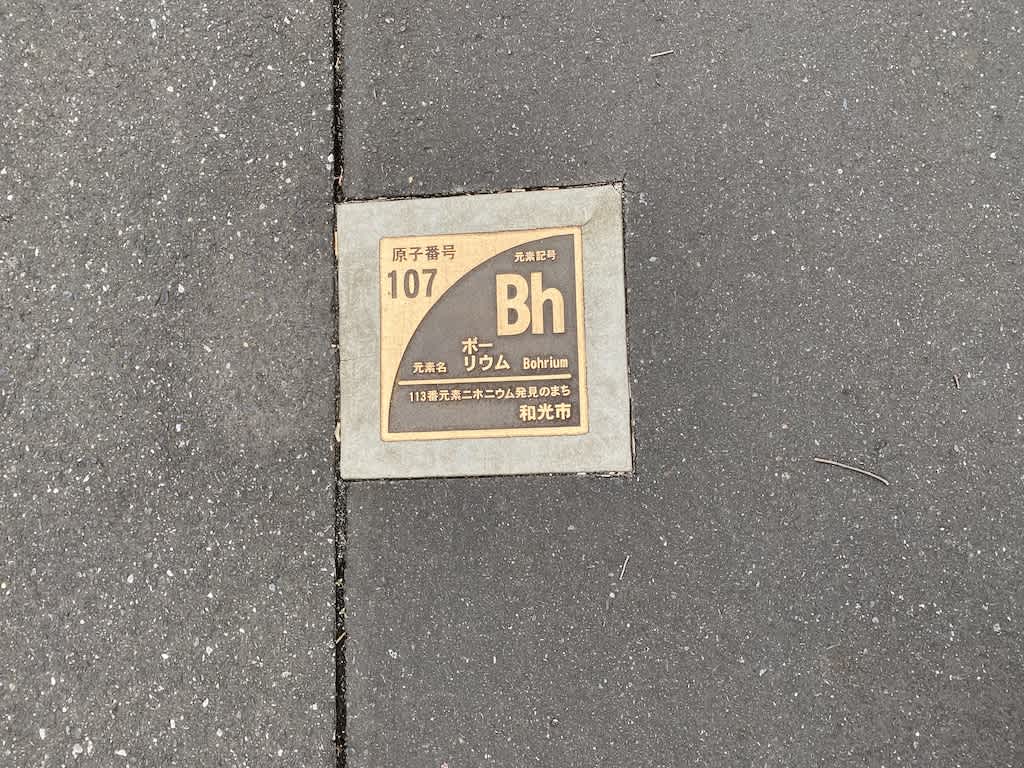 原子番号
107
元素記号
Bh
元素名 ボーリウム Bohrium
113番元素ニホニウム発見のまち
和光市